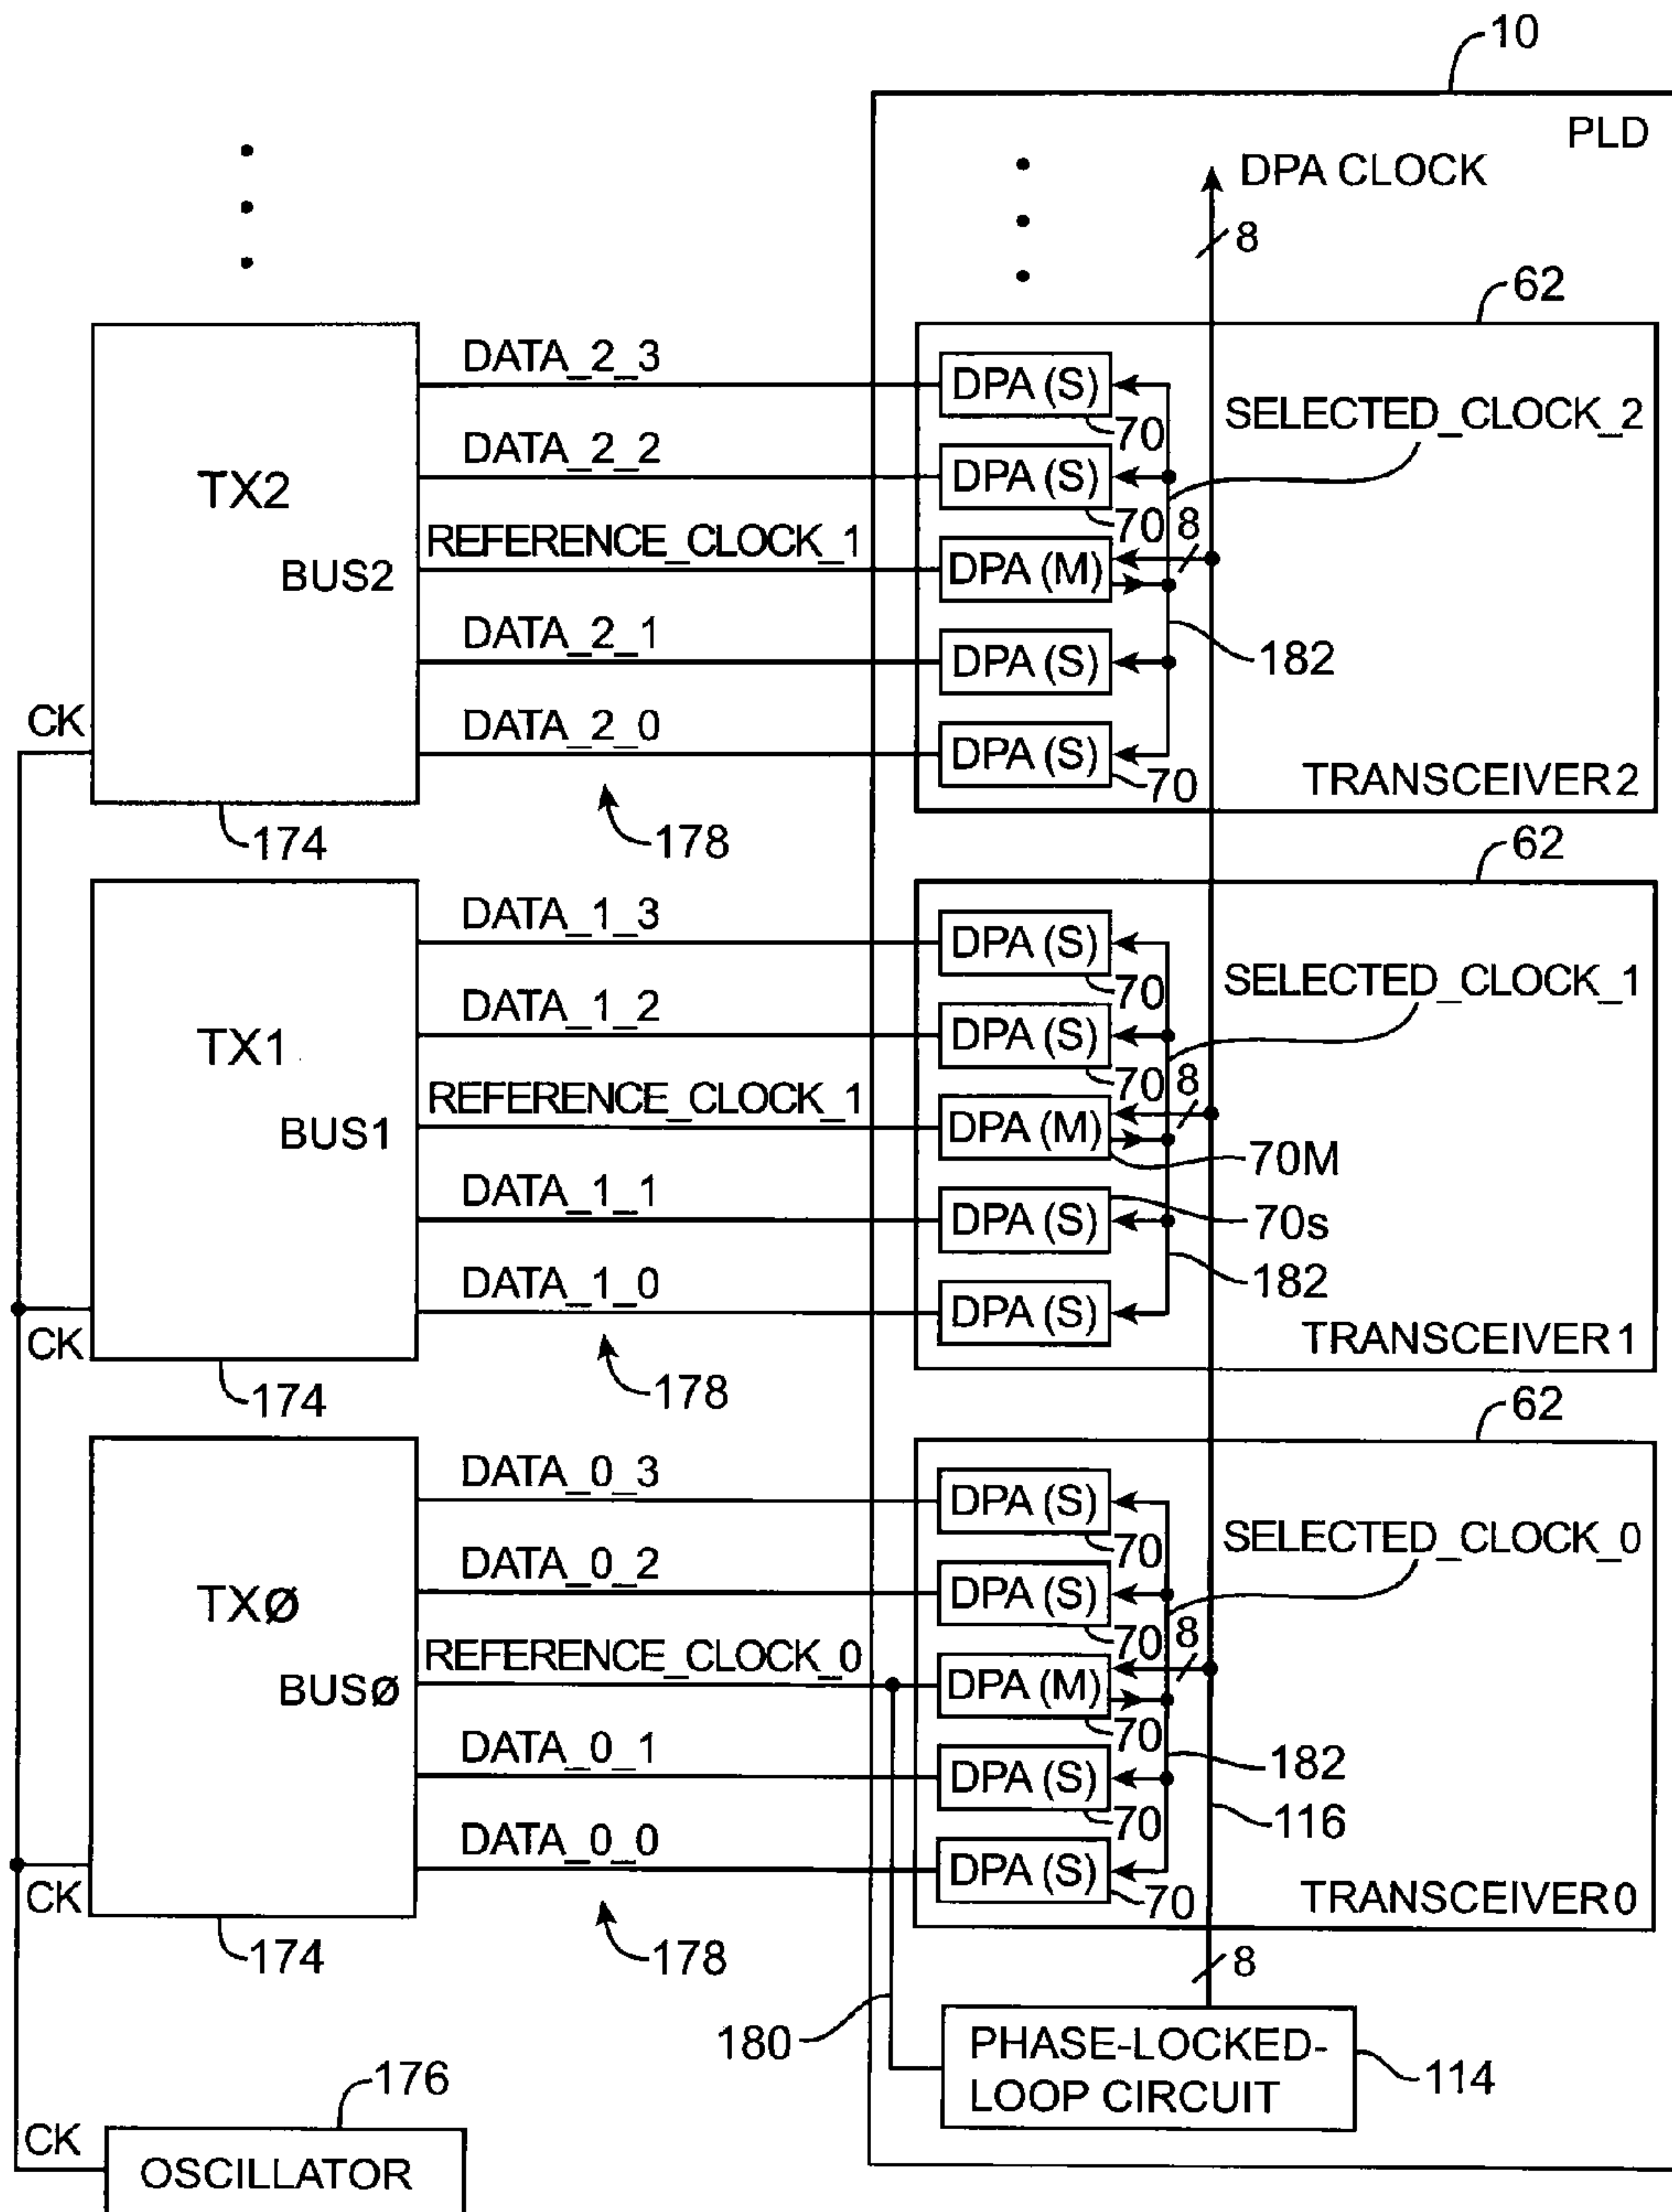 10
PLD
DPA CLOCK
8
62
DATA_2_3
DPA (S)
70
SELECTED_CLOCK_2
DATA_2_2
DPA (S)
70
8
TX2
REFERENCE_CLOCK_1
BUS2
DPA (M)
DATA_2_1
DPA (S)
182
CK
DATA_2_0
DPA (S)
70
TRANSCEIVER2
174
178
62
DATA_1_3
DPA (S)
70
SELECTED_CLOCK_1
DATA_1_2
DPA (S)
70
8
TX1
REFERENCE_CLOCK_1
BUS1
DPA (M)
70M
DATA_1_1
DPA (S)
70s
182
DATA_1_0
DPA (S)
CK
TRANSCEIVER1
174
178
62
DATA_0_3
DPA (S)
70
SELECTED_CLOCK_0
DATA_0_2
DPA (S)
70
8
TXØ
REFERENCE_CLOCK_0
BUSØ
DPA (M)
70
DATA_0_1
DPA (S)
70
182
116
DATA_0_0
DPA (S)
70
CK
TRANSCEIVER0
174
178
8
180
PHASE-LOCKED-
LOOP CIRCUIT
114
176
CK
OSCILLATOR